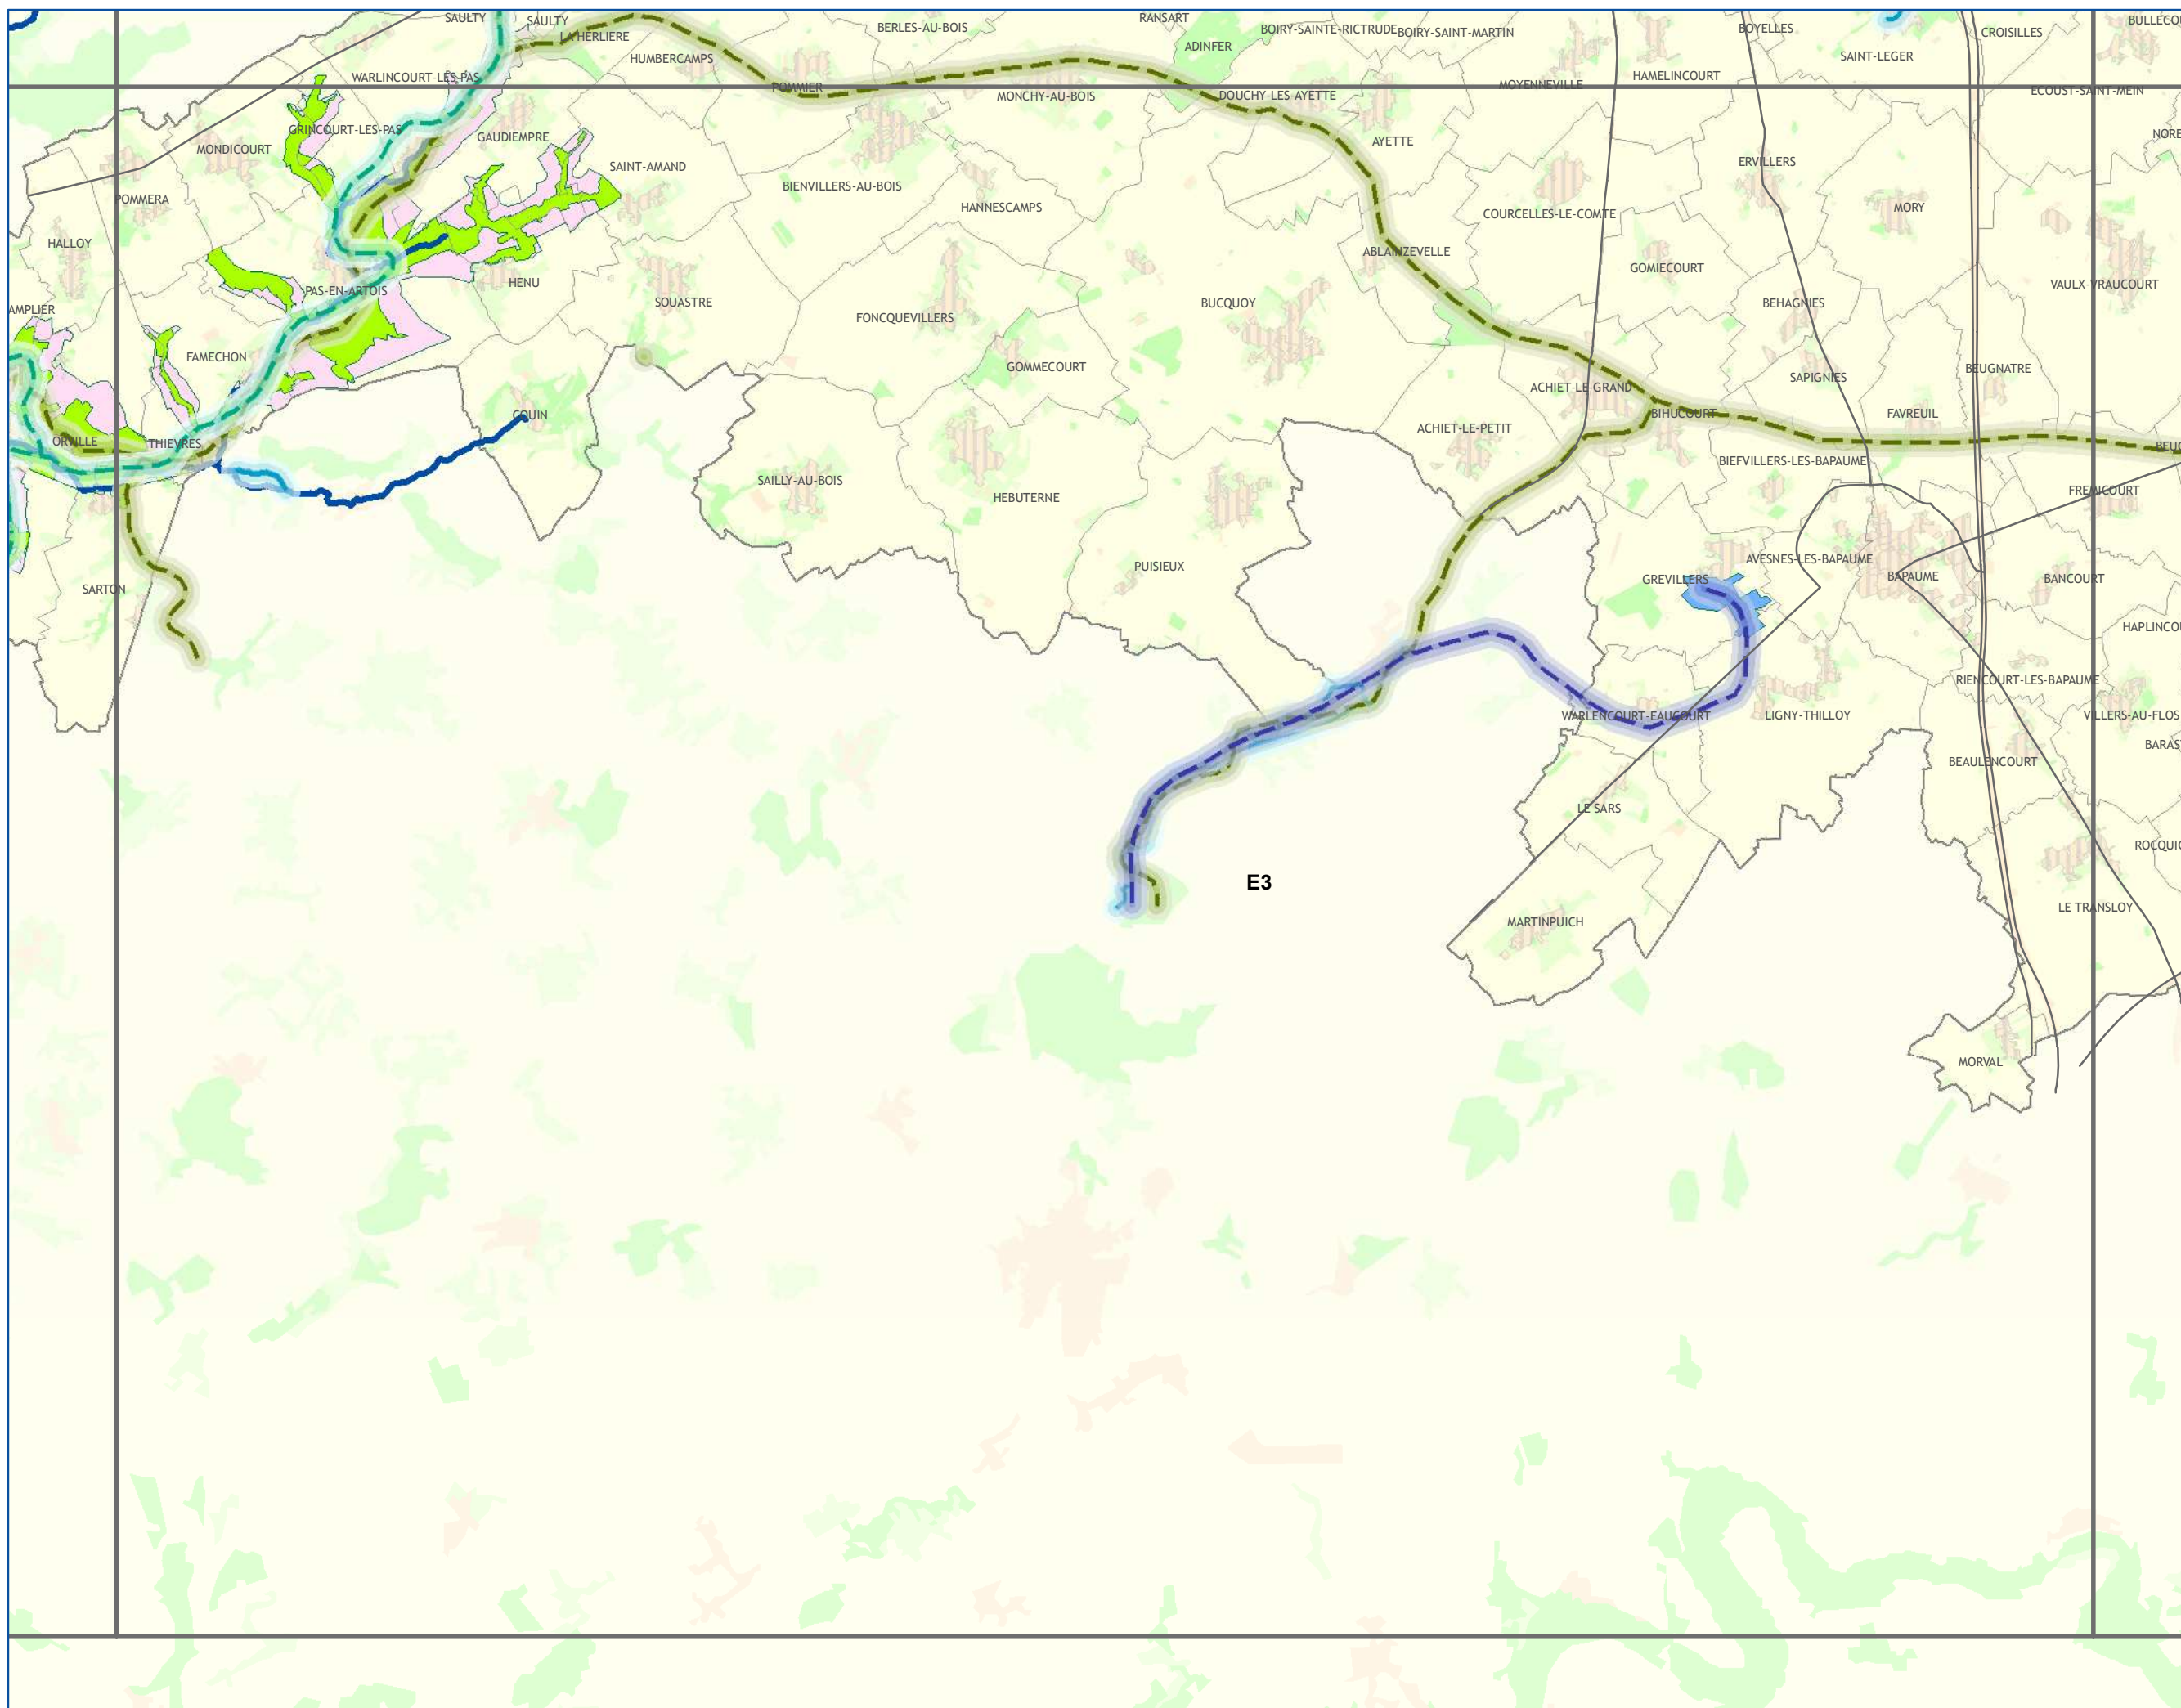 SAULTY
SAULTY
LA HERLIERE
BERLES-AU-BOIS
RANSART
BOIRY-SAINTE-RICTRUDE
BOIRY-SAINT-MARTIN
BOYELLES
CROISILLES
HUMBERCAMPS
ADINFER
SAINT-LEGER
WARLINCOURT-LES-PAS
POMMIER
MONCHY-AU-BOIS
DOUCHY-LES-AYETTE
MOYENNEVILLE
HAMELINCOURT
ECOUST-SAINT-MEIN
GRINCOURT-LES-PAS
MONDICOURT
GAUDIEMPRE
SAINT-AMAND
AYETTE
ERVILLERS
NORE
POMMERA
BIENVILLERS-AU-BOIS
HANNESCAMPS
COURCELLES-LE-COMTE
MORY
HALLOY
ABLAINZEVELLE
GOMIECOURT
PAS-EN-ARTOIS
HENU
SOUASTRE
BUCQUOY
BEHAGNIES
VAULX-VRAUCOURT
AMPLIER
FONCQUEVILLERS
FAMECHON
GOMMECOURT
ACHIET-LE-GRAND
SAPIGNIES
BEUGNATRE
COUIN
BIHUCOURT
FAVREUIL
ORVILLE
THIEVRES
ACHIET-LE-PETIT
BIEFVILLERS-LES-BAPAUME
SAILLY-AU-BOIS
HEBUTERNE
FREMICOURT
PUISIEUX
AVESNES-LES-BAPAUME
SARTON
GREVILLERS
BAPAUME
BANCOURT
HAPLINCOU
RIENCOURT-LES-BAPAUME
WARLENCOURT-EAUCOURT
LIGNY-THILLOY
VILLERS-AU-FLOS
BARAS
BEAULENCOURT
LE SARS
ROCQUIG
E3
MARTINPUICH
LE TRANSLOY
MORVAL